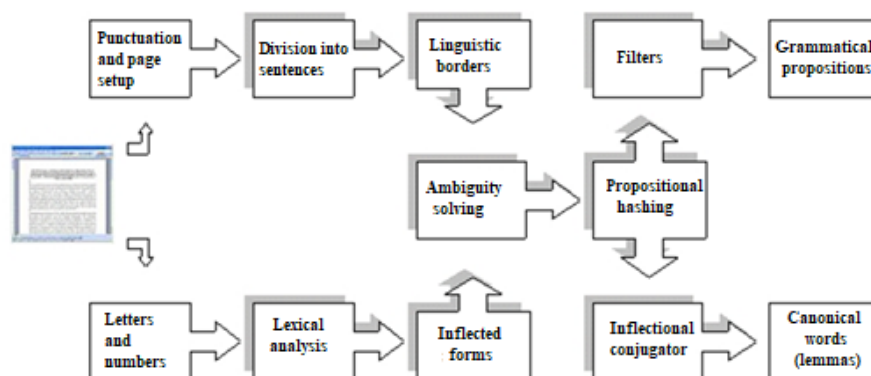 Punctuation
and page
setup
Division into
sentences
Linguistic
borders
Filters
Grammatical
propositions
Ambiguity
solving
Propositional
hashing
Letters
and
numbers
Lexical
analysis
Inflected
forms
Inflectional
conjugator
Canonical
words
(lemmas)